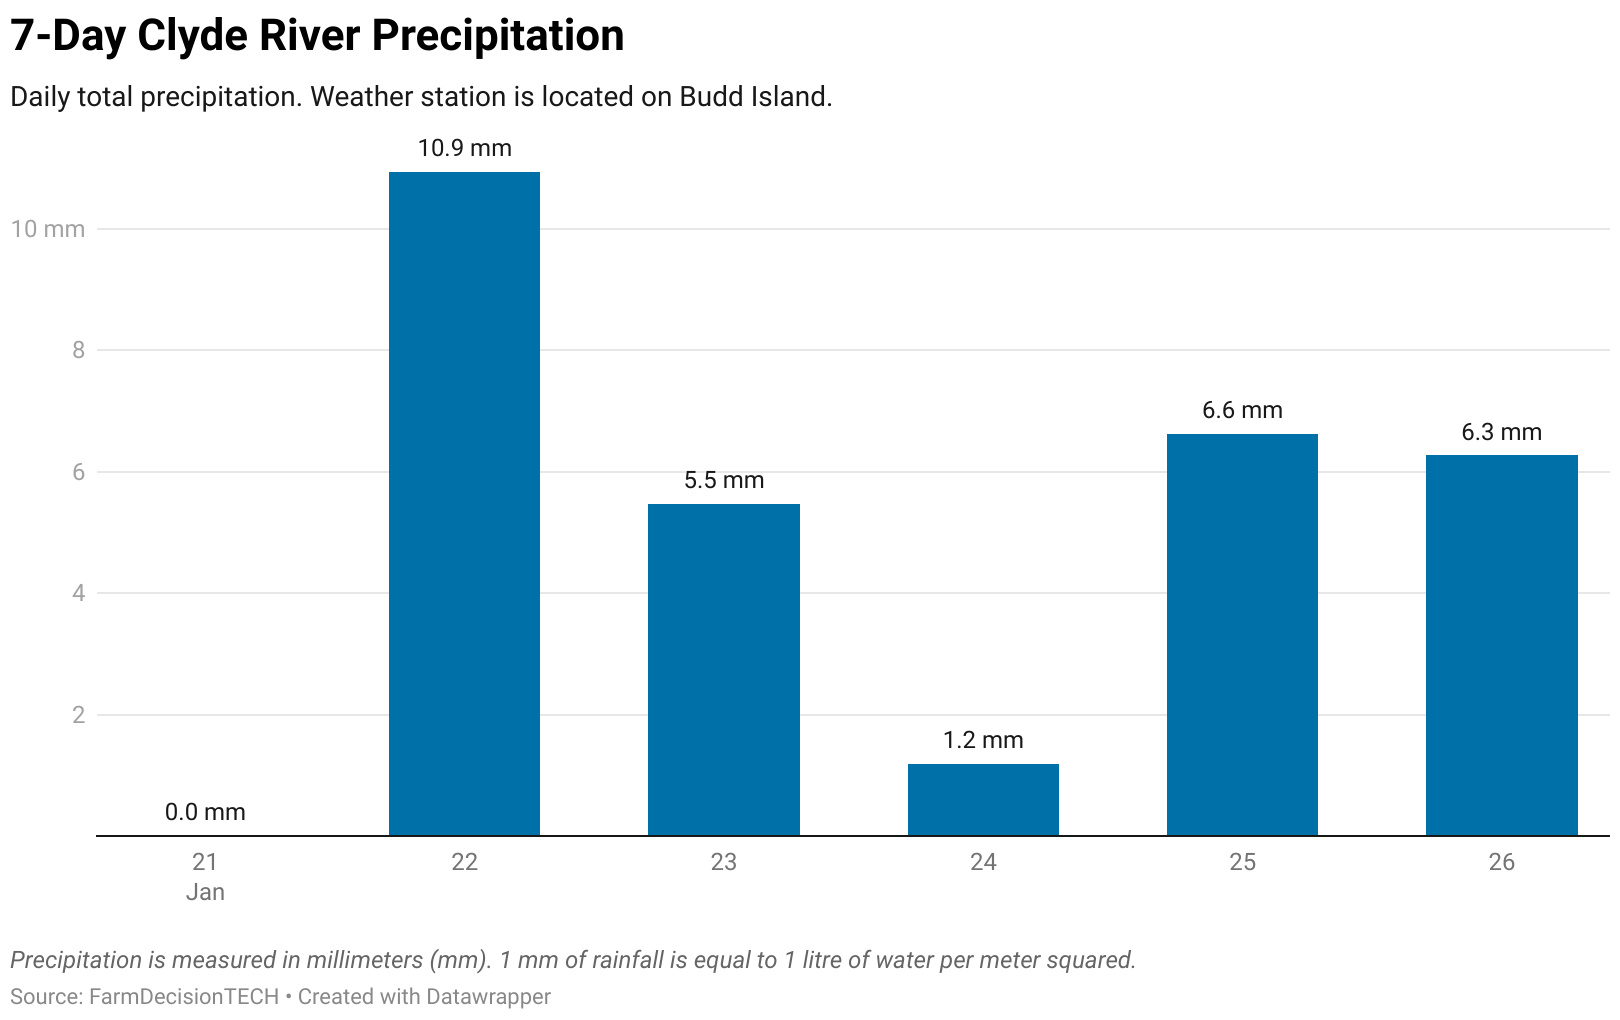 7-Day Clyde River Precipitation
Daily total precipitation. Weather station is located on Budd Island.
10.9 mm
10 mm
8
6.6 mm
6.3 mm
6
5.5 mm
4
2
1.2 mm
0.0 mm
21 22 23 24 25 26
Jan
Precipitation is measured in millimeters (mm). 1 mm of rainfall is equal to 1 litre of water per meter squared.
Source: FarmDecisionTECH • Created with Datawrapper